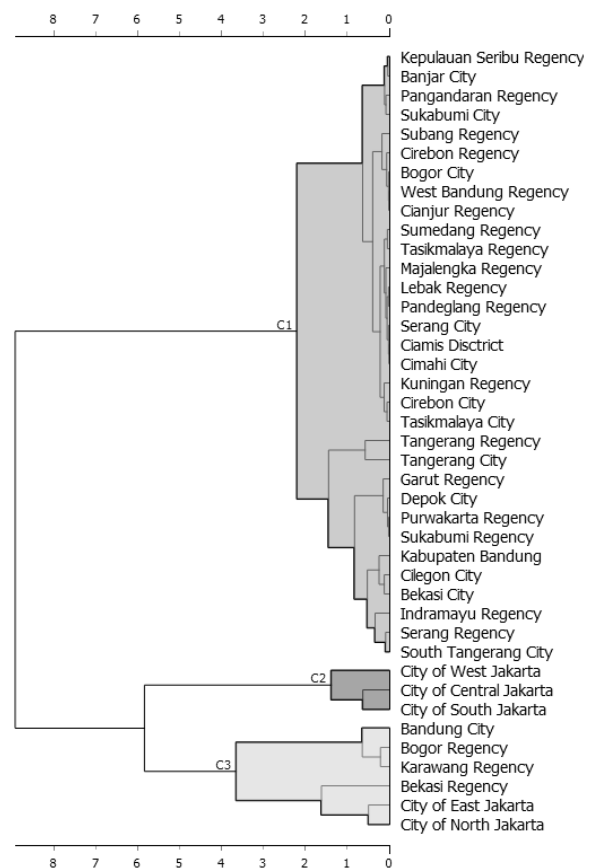 8 7 6 5 4 3 2 1 0
Kepulauan Seribu Regency
Banjar City
Pangandaran Regency
Sukabumi City
Subang Regency
Cirebon Regency
Bogor City
West Bandung Regency
Cianjur Regency
Sumedang Regency
Tasikmalaya Regency
Majalengka Regency
Lebak Regency
Pandeglang Regency
Serang City
C1
Ciamis Disctrict
Cimahi City
Kuningan Regency
Cirebon City
Tasikmalaya City
Tangerang Regency
Tangerang City
Garut Regency
Depok City
Purwakarta Regency
Sukabumi Regency
Kabupaten Bandung
Cilegon City
Bekasi City
Indramayu Regency
Serang Regency
South Tangerang City
City of West Jakarta
C2
City of Central Jakarta
City of South Jakarta
Bandung City
Bogor Regency
C3
Karawang Regency
Bekasi Regency
City of East Jakarta
City of North Jakarta
8 7 6 5 4 3 2 1 0